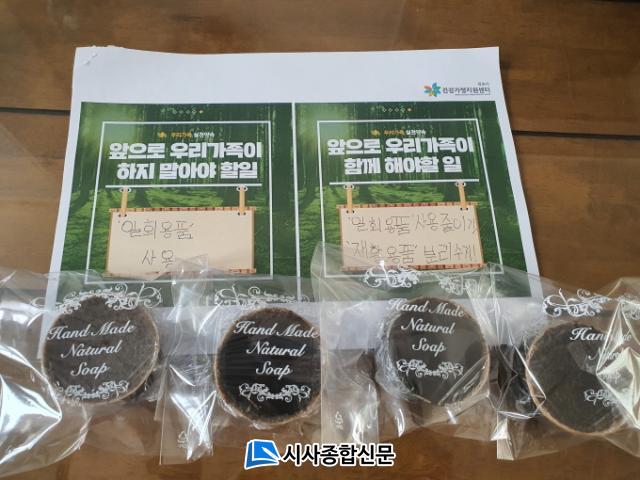 건강가정지원센터
우리가족 실천약속
앞으로 우리가족이
하지 말아야 할일
'일회용품'
사용
우리가족 실천약속
앞으로 우리가족이
함께 해야할 일
'일회용품' 사용줄이기
'재활용품' 분리수거
Hand Made
Natural
Soap
Hand Made
Natural
Soap
Hand Made
Natural
Soap
Hand Made
Natural
Soap
시사종합신문